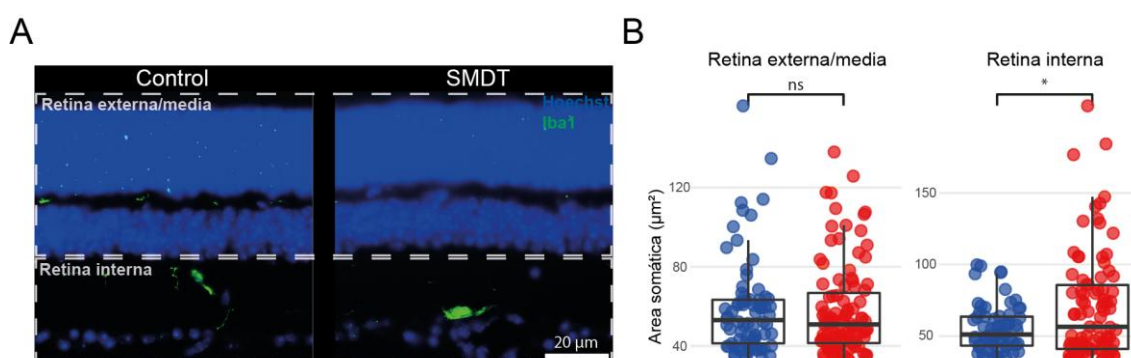 A
Control
SMDT
Retina externa/media
Hoechst
Iba1
Retina interna
20 µm
B
Retina externa/media
Retina interna
ns
*
Area somática (µm²)
120
80
40
150
100
50